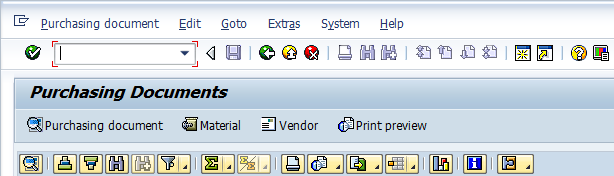 Purchasing document Edit Goto Extras System Help
Purchasing Documents
Purchasing document Material Vendor Print preview